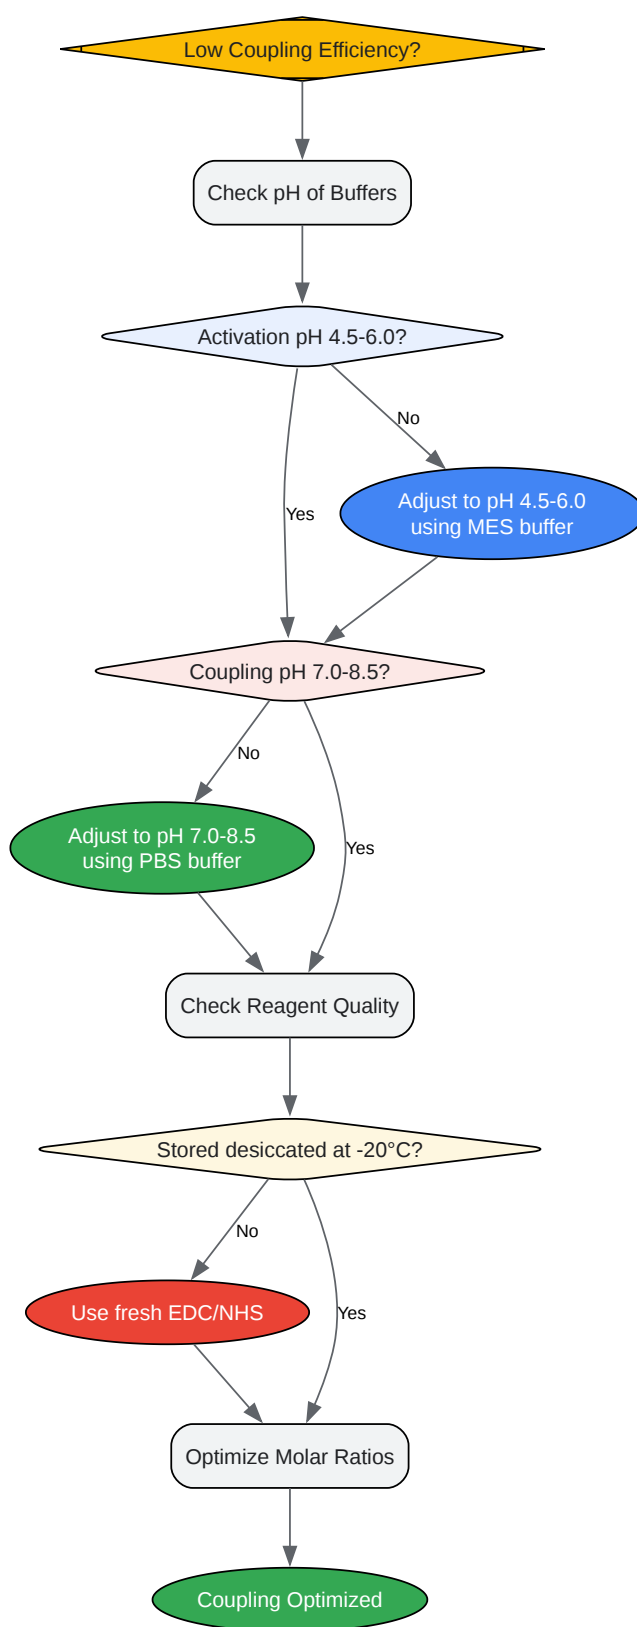 Low Coupling Efficiency?
Check pH of Buffers
Activation pH 4.5-6.0?
No
Adjust to pH 4.5-6.0
using MES buffer
Yes
Coupling pH 7.0-8.5?
No
Adjust to pH 7.0-8.5
using PBS buffer
Yes
Check Reagent Quality
Stored desiccated at -20°C?
No
Use fresh EDC/NHS
Yes
Optimize Molar Ratios
Coupling Optimized